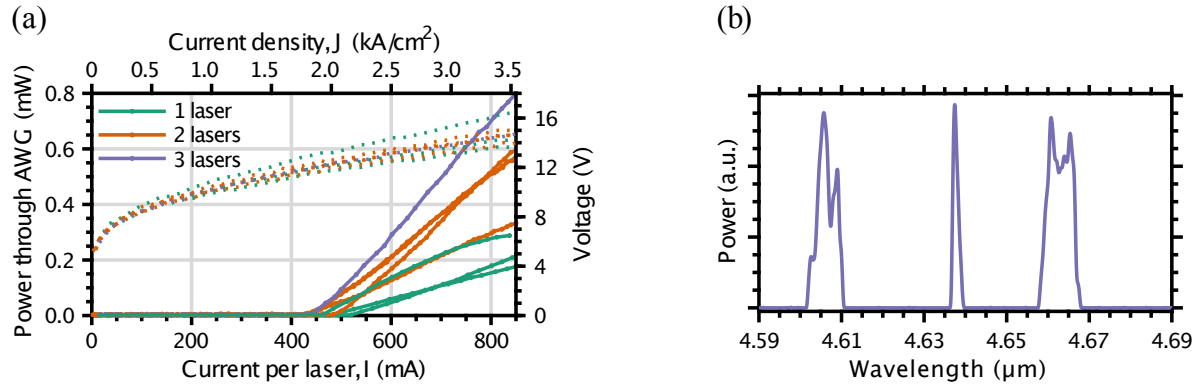 (a)
Current density, J (kA/cm²)
0 0.5 1.0 1.5 2.0 2.5 3.0 3.5
Power through AWG (mW)
0.8
0.6
0.4
0.2
0.0
1 laser
2 lasers
3 lasers
16
12
8
4
0
Voltage (V)
0 200 400 600 800
Current per laser, I (mA)
(b)
Power (a.u.)
4.59 4.61 4.63 4.65 4.67 4.69
Wavelength (μm)